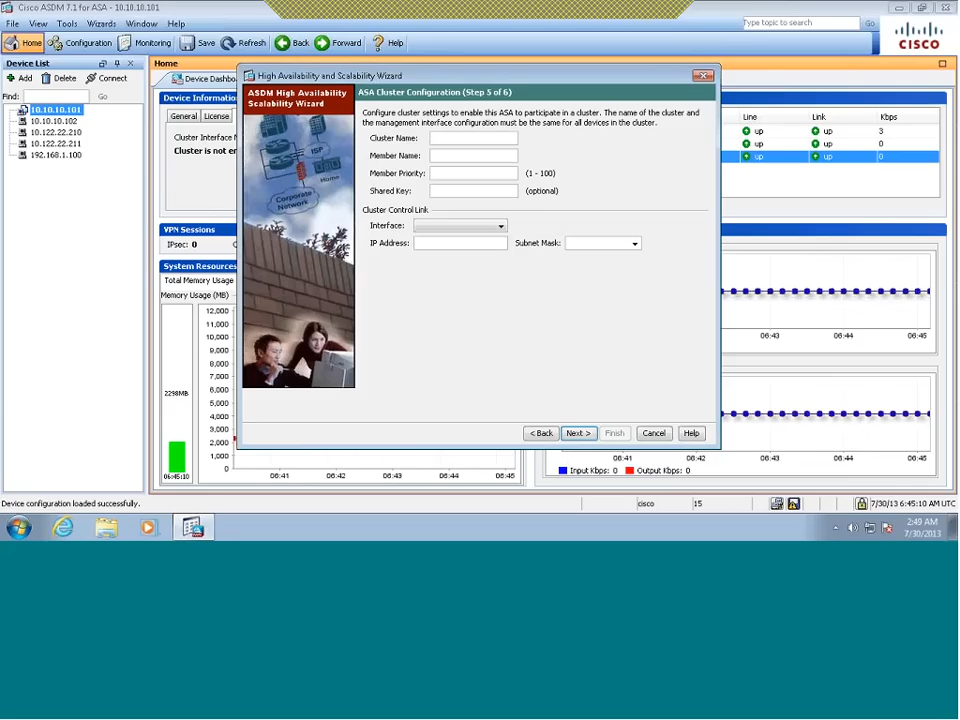 Cisco ASDM 7.1 for ASA - 10.10.10.101
File View Tools Wizards Window Help
Type topic to search Go
Home Configuration Monitoring Save Refresh Back Forward Help
CISCO
Device List
Add Delete Connect
Find: Go
10.10.10.101
10.10.10.102
10.122.22.210
10.122.22.211
192.168.1.100
Home
Device Dashbo
Device Information
General License
Cluster Interface M
Cluster is not en
VPN Sessions
IPsec: 0
System Resources
Total Memory Usage
Memory Usage (MB)
2298MB
06:45:10
12,000
11,000
10,000
9,000
8,000
7,000
6,000
5,000
4,000
3,000
2,000
1,000
0
06:41 06:42 06:43 06:44 06:45
High Availability and Scalability Wizard
ASDM High Availability
Scalability Wizard
ISP
Home
Corporate
Network
ASA Cluster Configuration (Step 5 of 6)
Configure cluster settings to enable this ASA to participate in a cluster. The name of the cluster and
the management interface configuration must be the same for all devices in the cluster.
Cluster Name:
Member Name:
Member Priority: (1 - 100)
Shared Key: (optional)
Cluster Control Link
Interface:
IP Address: Subnet Mask:
< Back Next > Finish Cancel Help
Line Link Kbps
up up 3
up up 0
up up 0
06:43 06:44 06:45
06:41 06:42 06:43 06:44 06:45
Input Kbps: 0 Output Kbps: 0
Device configuration loaded successfully.
cisco 15 7/30/13 6:45:10 AM UTC
2:49 AM
7/30/2013